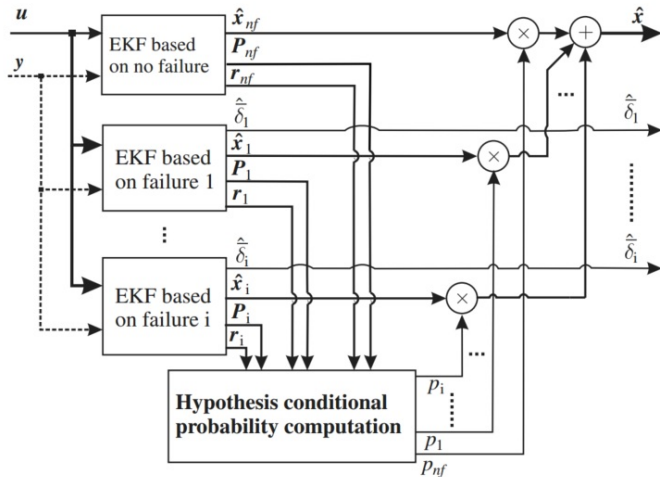 u
y
EKF based
on no failure
x̂nf
Pnf
rnf
×
+
x̂
...
δ̄̂1
δ̄̂1
EKF based
on failure 1
x̂1
P1
r1
×
⋮
δ̄̂i
δ̄̂i
EKF based
on failure i
x̂i
Pi
ri
×
...
Hypothesis conditional
probability computation
pi
p1
pnf